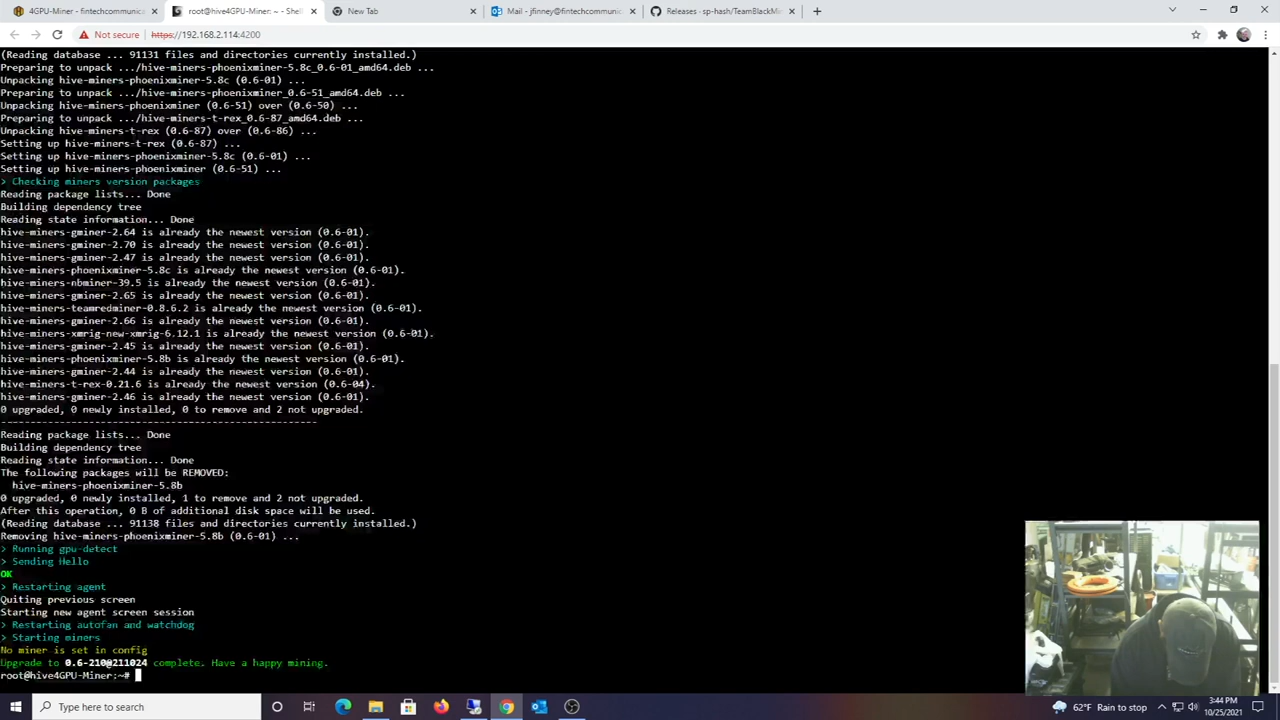 4GPU-Miner - fintechcommunica
root@hive4GPU-Miner: ~ - Shell
New Tab
Mail - jfinney@fintechcommunic
Releases · sp-hash/TeamBlackMin
Not secure https://192.168.2.114:4200
(Reading database ... 91131 files and directories currently installed.)
Preparing to unpack .../hive-miners-phoenixminer-5.8c_0.6-01_amd64.deb ...
Unpacking hive-miners-phoenixminer-5.8c (0.6-01) ...
Preparing to unpack .../hive-miners-phoenixminer_0.6-51_amd64.deb ...
Unpacking hive-miners-phoenixminer (0.6-51) over (0.6-50) ...
Preparing to unpack .../hive-miners-t-rex_0.6-87_amd64.deb ...
Unpacking hive-miners-t-rex (0.6-87) over (0.6-86) ...
Setting up hive-miners-t-rex (0.6-87) ...
Setting up hive-miners-phoenixminer-5.8c (0.6-01) ...
Setting up hive-miners-phoenixminer (0.6-51) ...
> Checking miners version packages
Reading package lists... Done
Building dependency tree
Reading state information... Done
hive-miners-gminer-2.64 is already the newest version (0.6-01).
hive-miners-gminer-2.70 is already the newest version (0.6-01).
hive-miners-gminer-2.47 is already the newest version (0.6-01).
hive-miners-phoenixminer-5.8c is already the newest version (0.6-01).
hive-miners-nbminer-39.5 is already the newest version (0.6-01).
hive-miners-gminer-2.65 is already the newest version (0.6-01).
hive-miners-teamredminer-0.8.6.2 is already the newest version (0.6-01).
hive-miners-gminer-2.66 is already the newest version (0.6-01).
hive-miners-xmrig-new-xmrig-6.12.1 is already the newest version (0.6-01).
hive-miners-gminer-2.45 is already the newest version (0.6-01).
hive-miners-phoenixminer-5.8b is already the newest version (0.6-01).
hive-miners-gminer-2.44 is already the newest version (0.6-01).
hive-miners-t-rex-0.21.6 is already the newest version (0.6-04).
hive-miners-gminer-2.46 is already the newest version (0.6-01).
0 upgraded, 0 newly installed, 0 to remove and 2 not upgraded.
--------------------------------------------------
Reading package lists... Done
Building dependency tree
Reading state information... Done
The following packages will be REMOVED:
hive-miners-phoenixminer-5.8b
0 upgraded, 0 newly installed, 1 to remove and 2 not upgraded.
After this operation, 0 B of additional disk space will be used.
(Reading database ... 91138 files and directories currently installed.)
Removing hive-miners-phoenixminer-5.8b (0.6-01) ...
> Running gpu-detect
> Sending Hello
OK
> Restarting agent
Quiting previous screen
Starting new agent screen session
> Restarting autofan and watchdog
> Starting miners
No miner is set in config
Upgrade to 0.6-210@211024 complete. Have a happy mining.
root@hive4GPU-Miner:~#
Type here to search
62°F Rain to stop
3:44 PM
10/25/2021